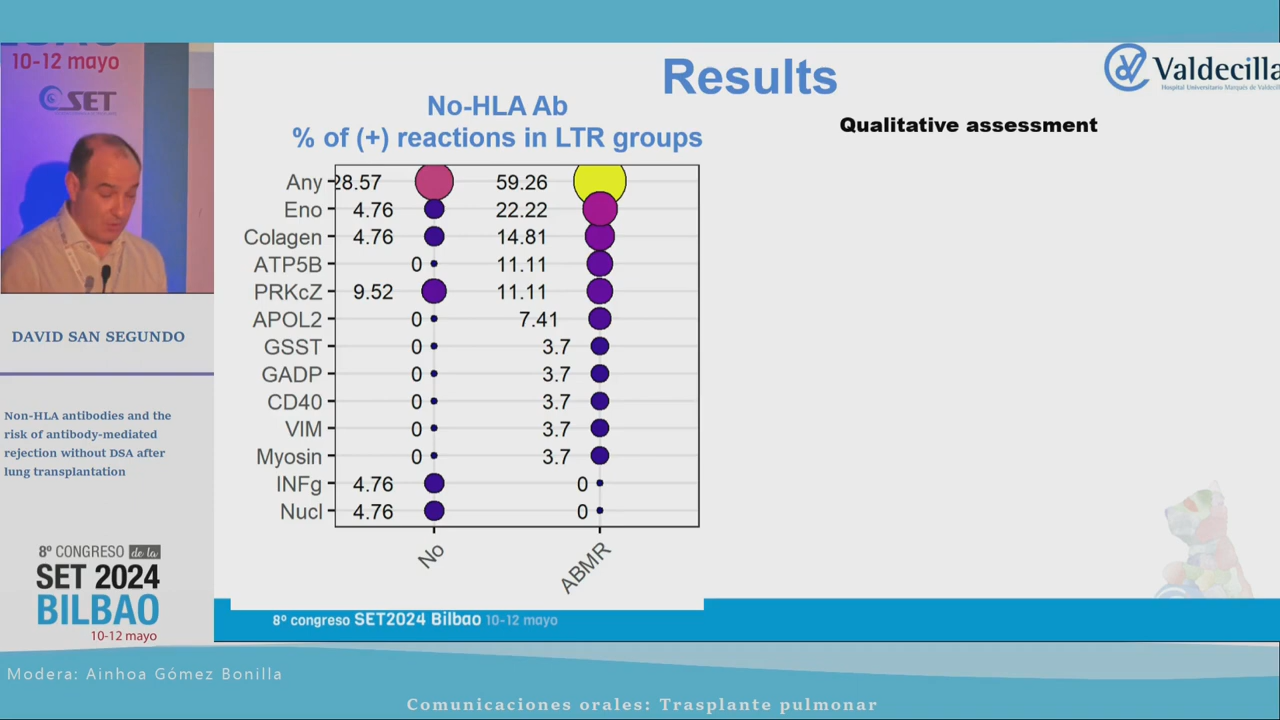 10-12 mayo
SET
DAVID SAN SEGUNDO
Non-HLA antibodies and the
risk of antibody-mediated
rejection without DSA after
lung transplantation
8º CONGRESO de la
SET 2024
BILBAO
10-12 mayo
Results
Valdecilla
Hospital Universitario Marqués de Valdecil
No-HLA Ab
% of (+) reactions in LTR groups
Qualitative assessment
Any 28.57 59.26
Eno 4.76 22.22
Colagen 4.76 14.81
ATP5B 0 11.11
PRKcZ 9.52 11.11
APOL2 0 7.41
GSST 0 3.7
GADP 0 3.7
CD40 0 3.7
VIM 0 3.7
Myosin 0 3.7
INFg 4.76 0
Nucl 4.76 0
No ABMR
8º congreso SET2024 Bilbao 10-12 mayo
Modera: Ainhoa Gómez Bonilla
Comunicaciones orales: Trasplante pulmonar